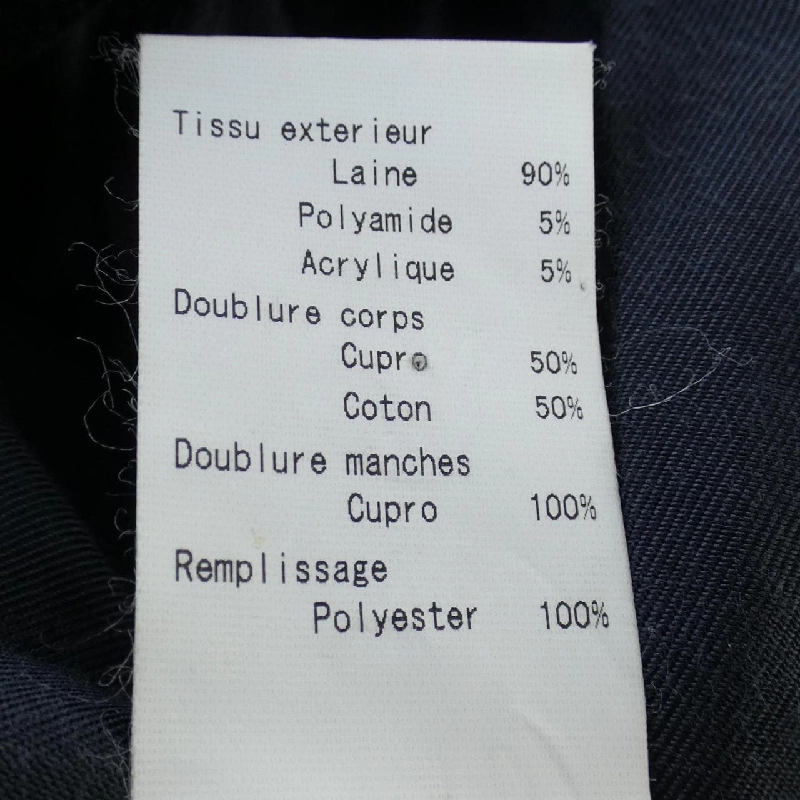 Tissu exterieur
Laine 90%
Polyamide 5%
Acrylique 5%
Doublure corps
Cupro 50%
Coton 50%
Doublure manches
Cupro 100%
Remplissage
Polyester 100%